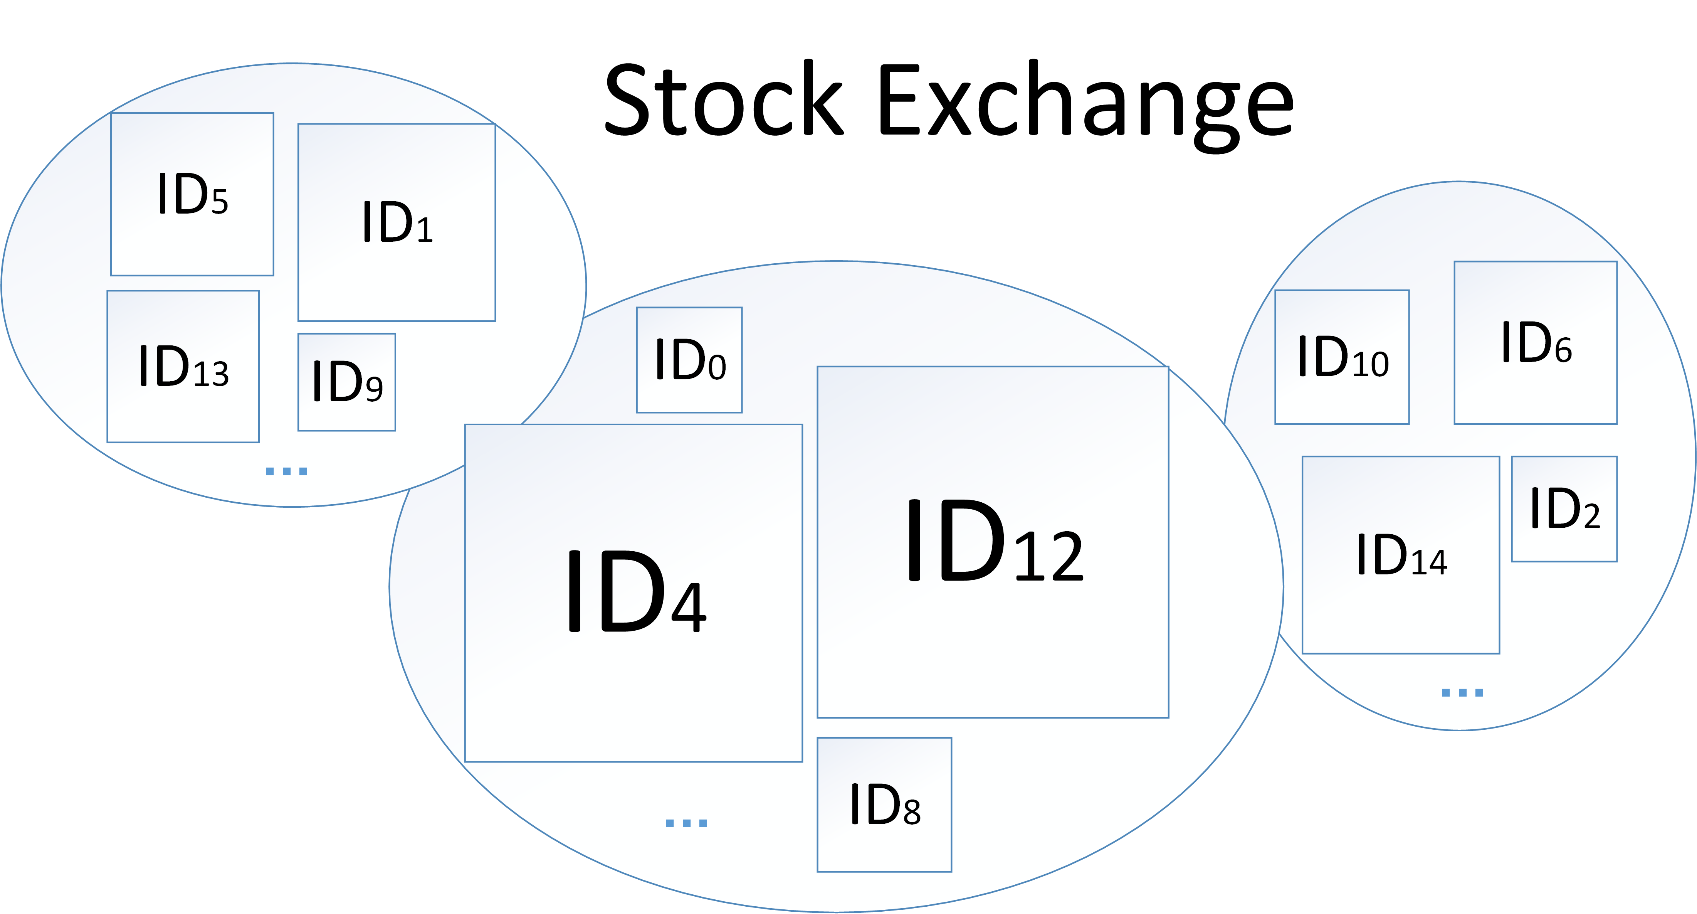 Stock Exchange
ID5
ID1
ID13
ID9
...
ID0
ID4
ID12
ID8
...
ID10
ID6
ID14
ID2
...